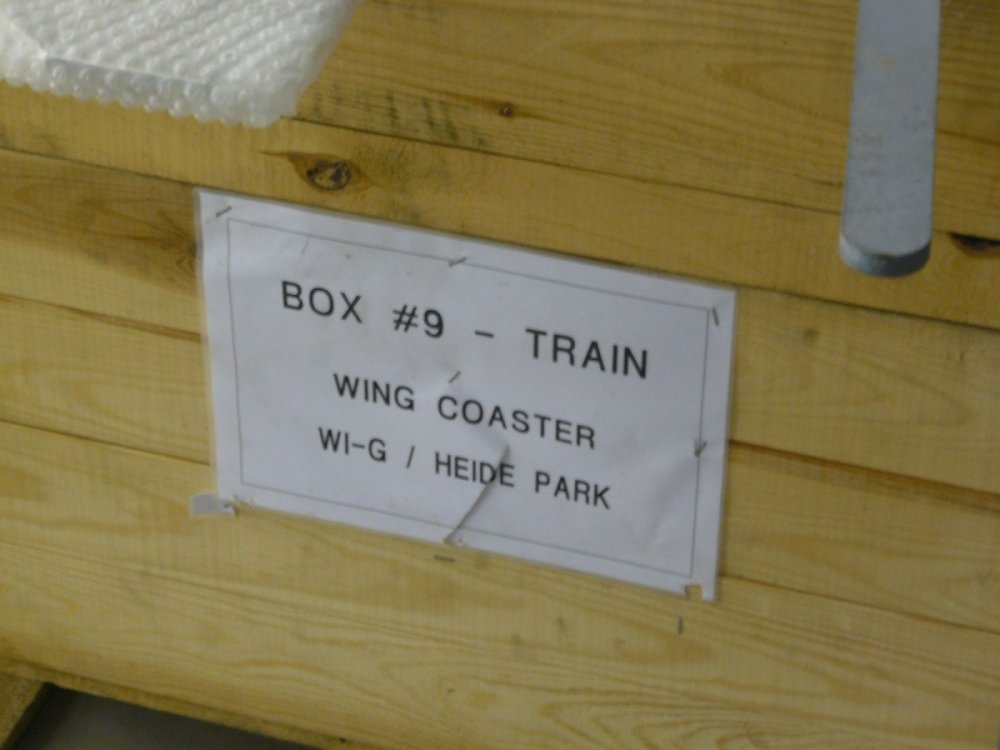 BOX #9 - TRAIN
WING COASTER
WI-G / HEIDE PARK